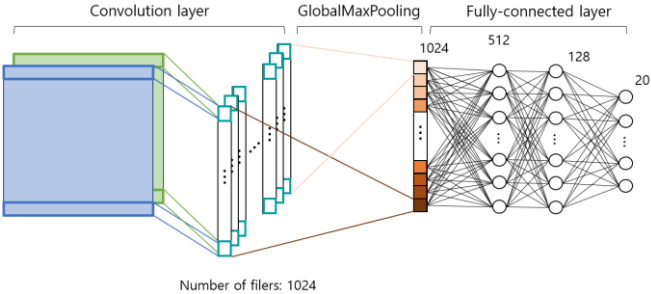 Convolution layer
GlobalMaxPooling
Fully-connected layer
1024
512
128
20
Number of filers: 1024